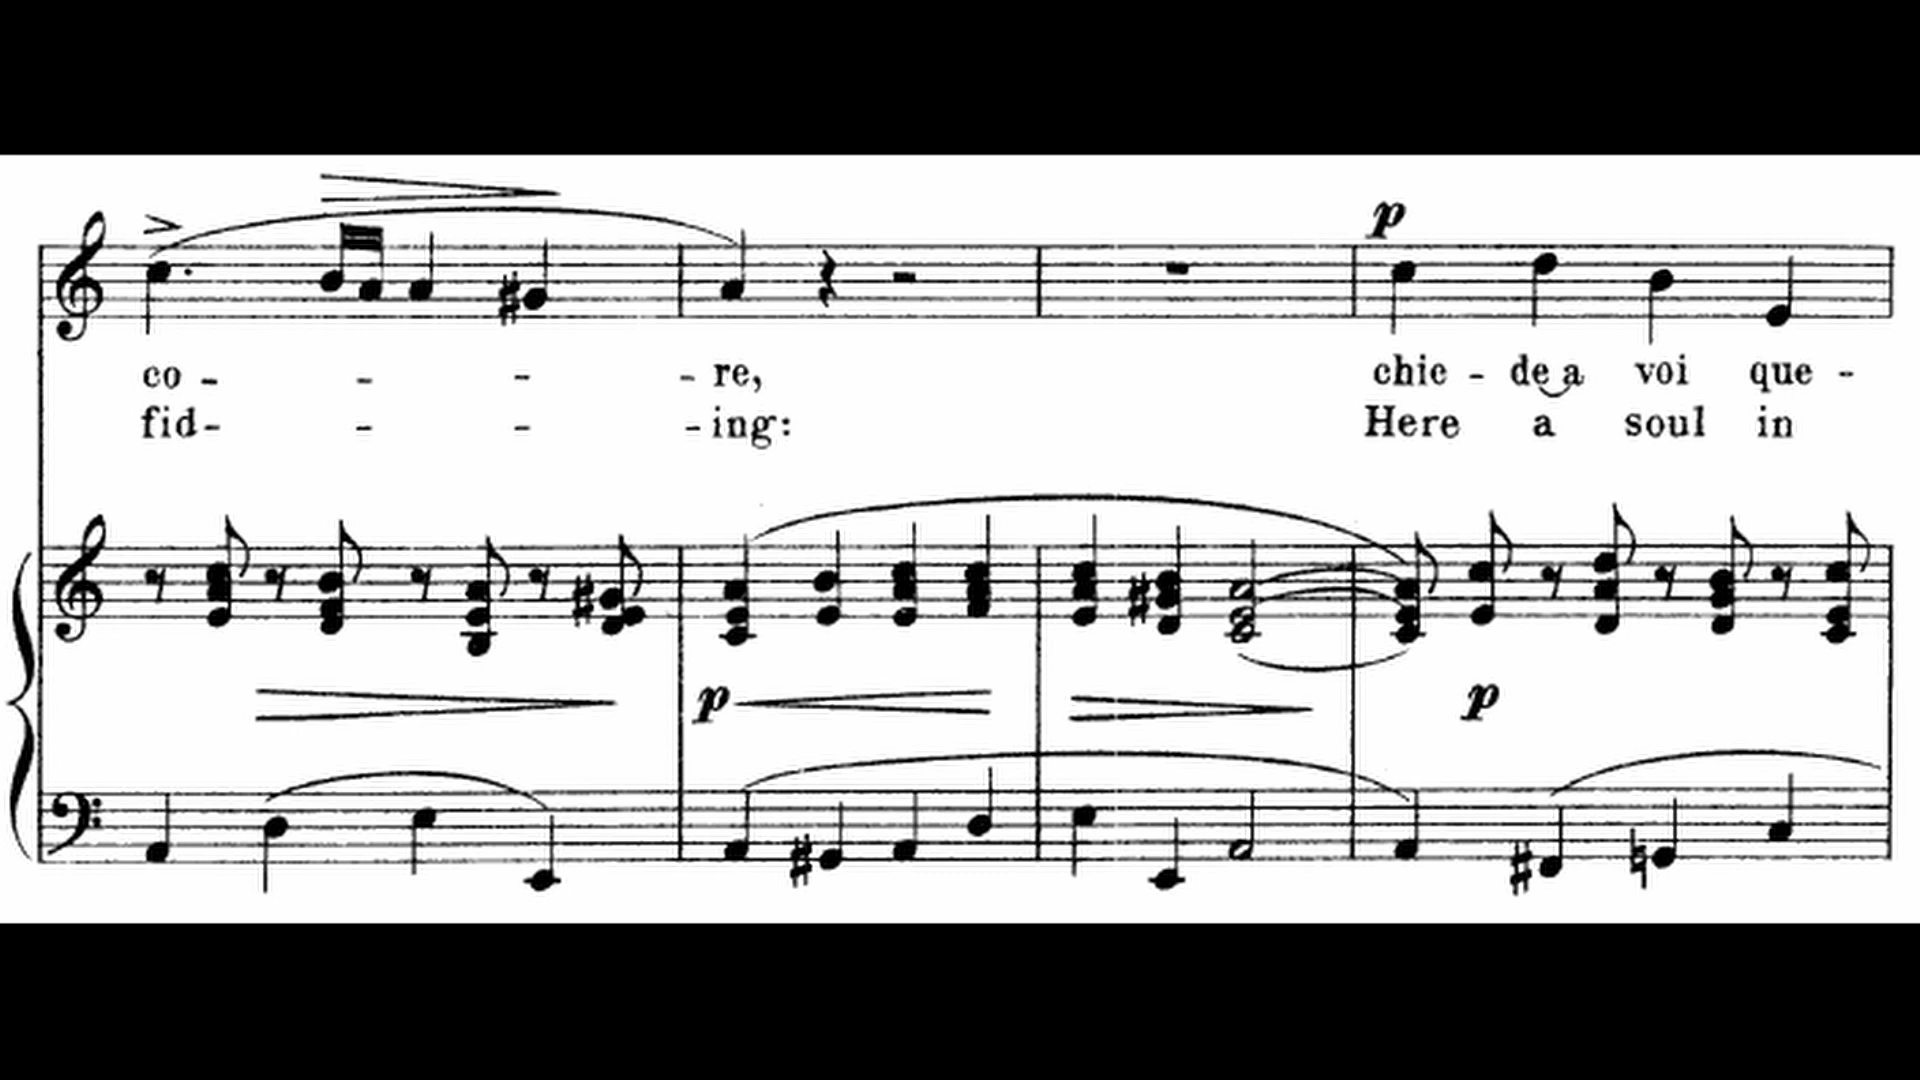 p
co - - - - re, chie - de a voi que -
fid - - - - ing: Here a soul in
p p